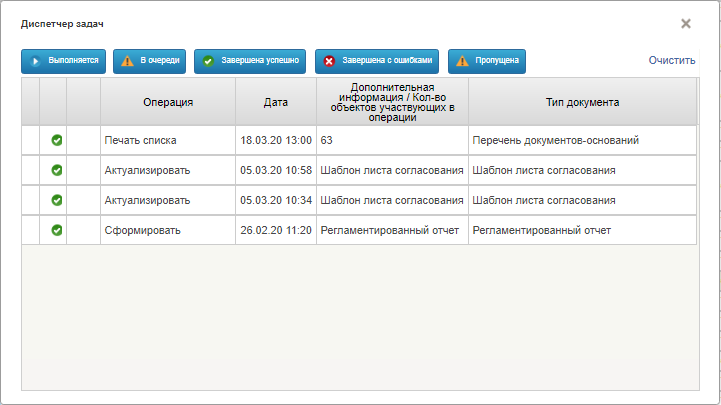 Диспетчер задач
Выполняется В очереди Завершена успешно Завершена с ошибками Пропущена Очистить
Операция Дата Дополнительная информация / Кол-во объектов участвующих в операции Тип документа
Печать списка 18.03.20 13:00 63 Перечень документов-оснований
Актуализировать 05.03.20 10:58 Шаблон листа согласования Шаблон листа согласования
Актуализировать 05.03.20 10:34 Шаблон листа согласования Шаблон листа согласования
Сформировать 26.02.20 11:20 Регламентированный отчет Регламентированный отчет